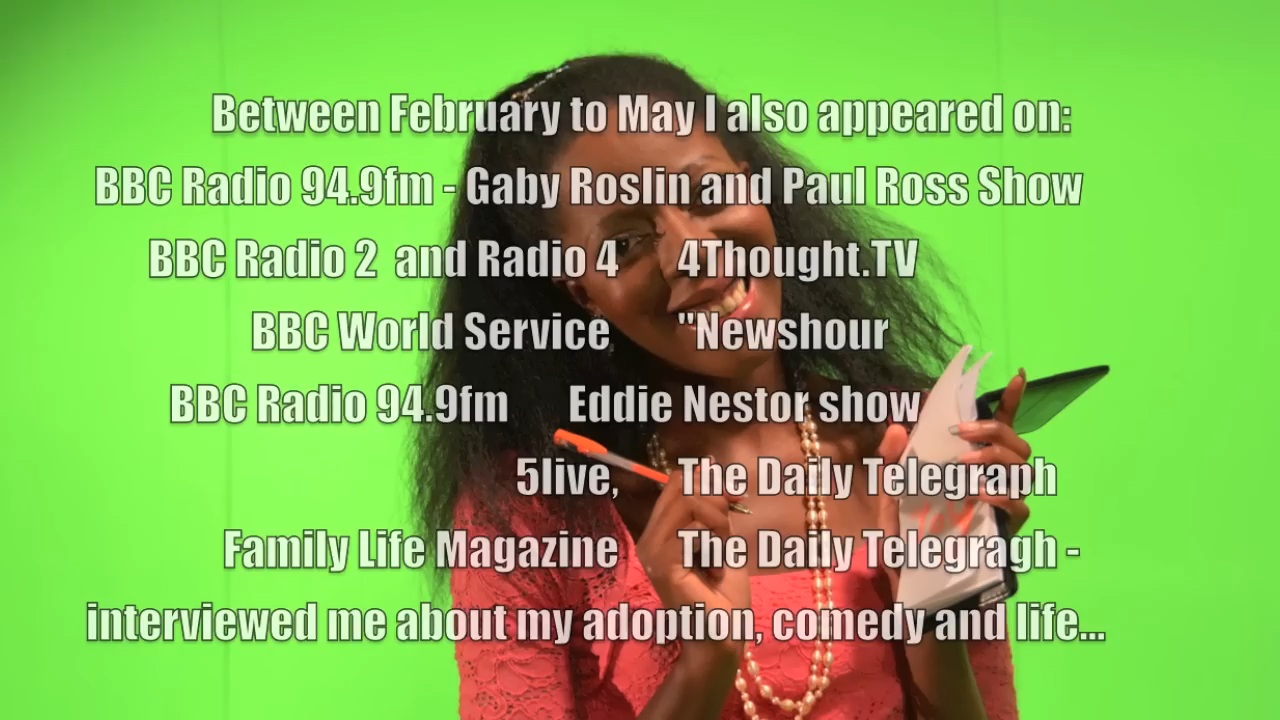 Between February to May I also appeared on:
BBC Radio 94.9fm - Gaby Roslin and Paul Ross Show
BBC Radio 2 and Radio 4 4Thought.TV
BBC World Service "Newshour
BBC Radio 94.9fm Eddie Nestor show
5live, The Daily Telegraph
Family Life Magazine The Daily Telegragh -
interviewed me about my adoption, comedy and life...